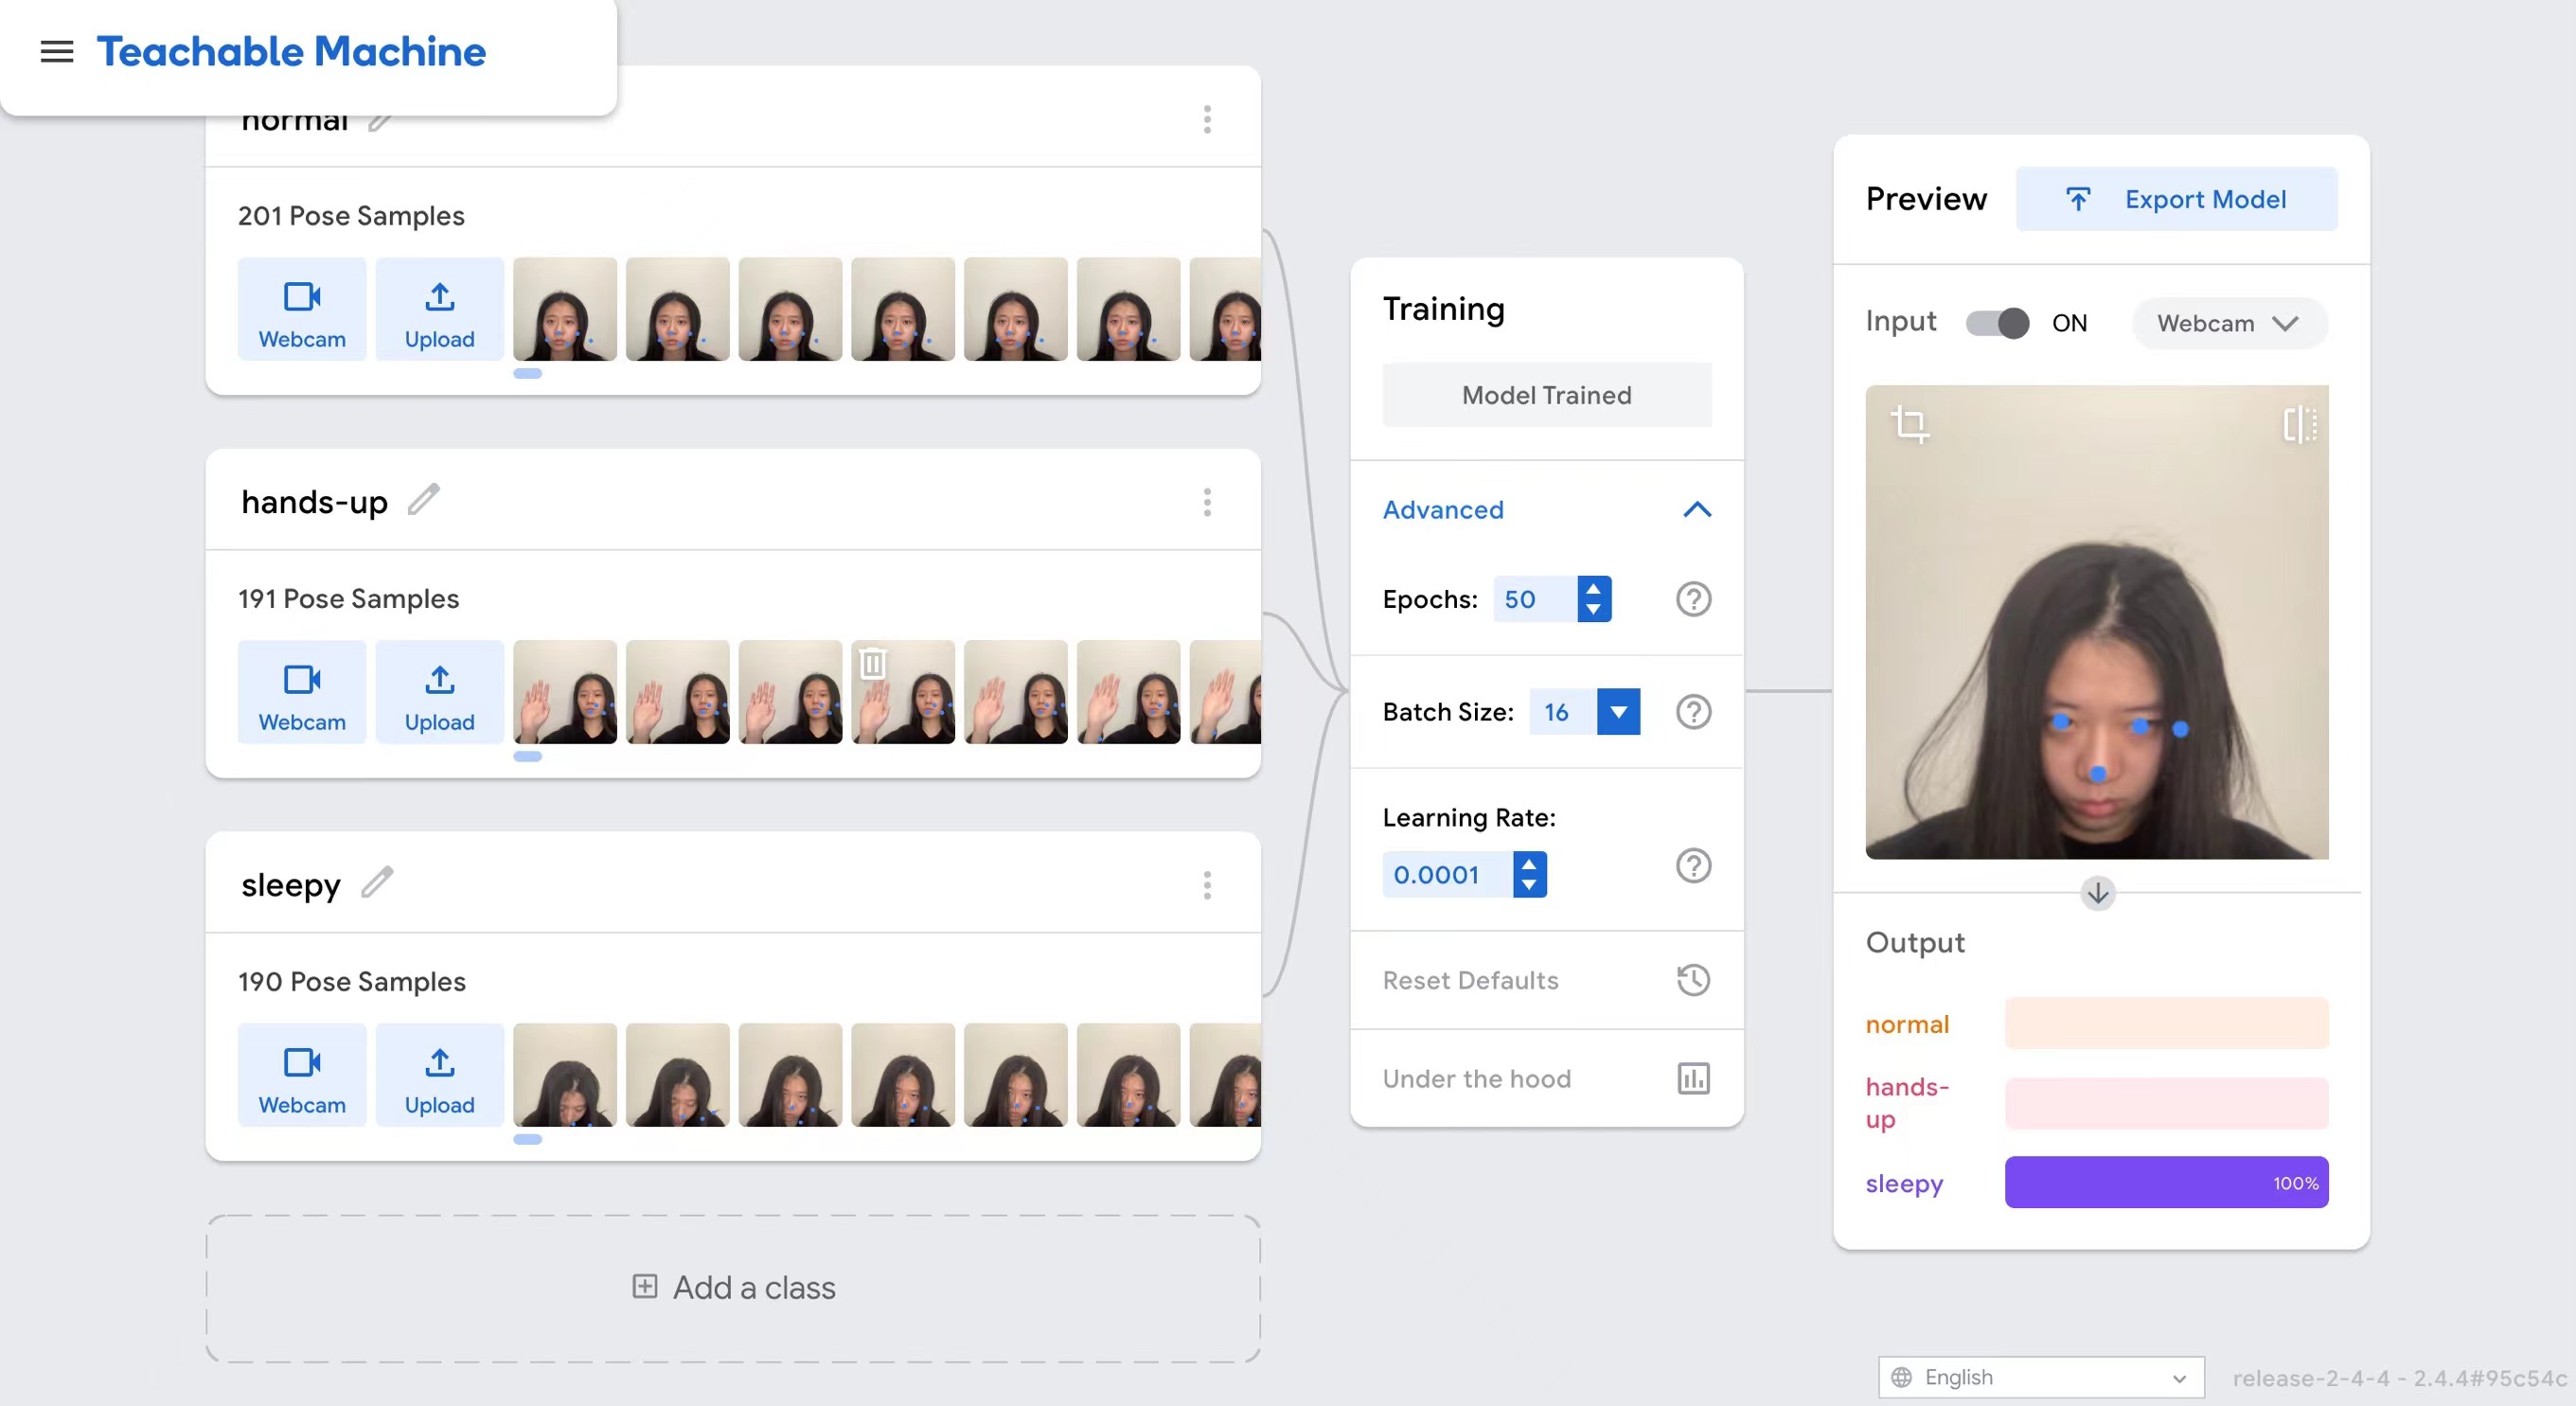 Teachable Machine
normal
201 Pose Samples
Webcam
Upload
hands-up
191 Pose Samples
Webcam
Upload
sleepy
190 Pose Samples
Webcam
Upload
Add a class
Training
Model Trained
Advanced
Epochs: 50
Batch Size: 16
Learning Rate:
0.0001
Reset Defaults
Under the hood
Preview
Export Model
Input ON Webcam
Output
normal
hands-
up
sleepy 100%
English
release-2-4-4 - 2.4.4#95c54c